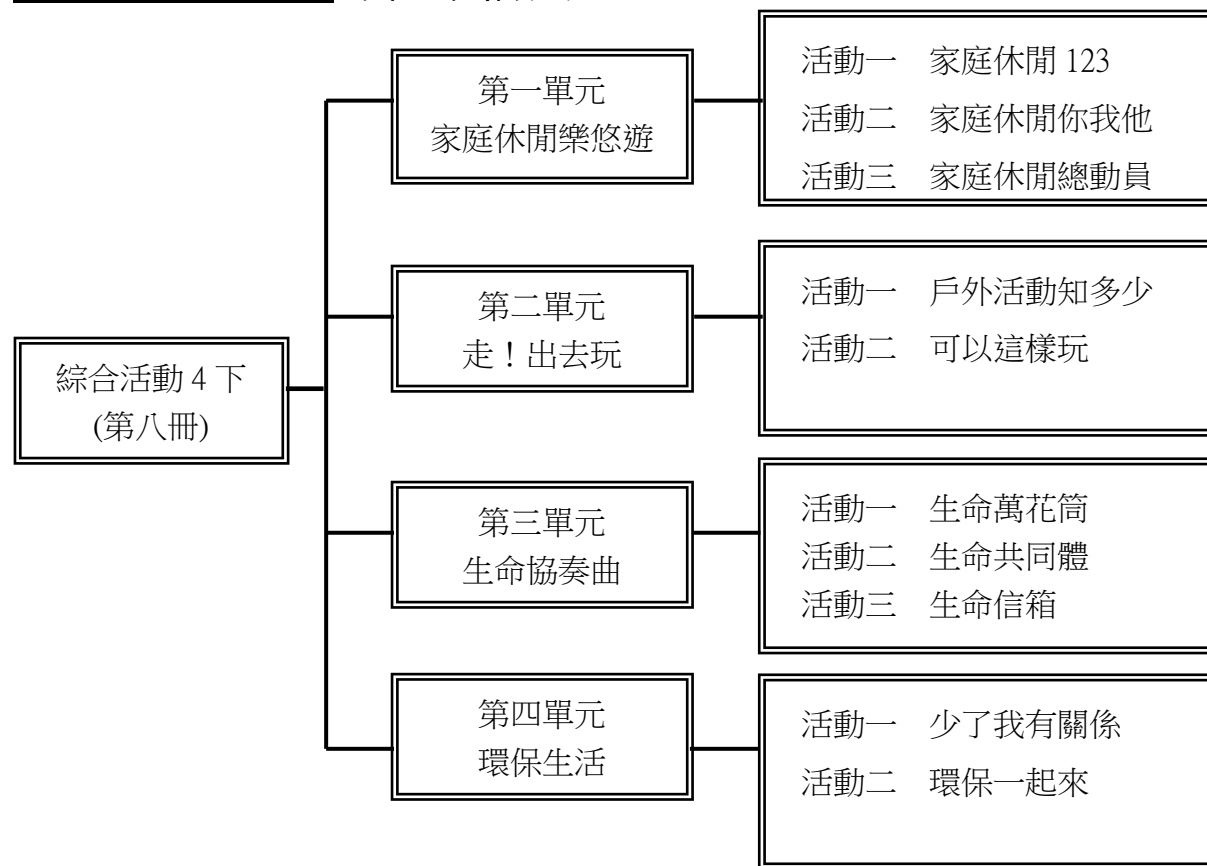 第一單元
家庭休閒樂悠遊
活動一 家庭休閒 123
活動二 家庭休閒你我他
活動三 家庭休閒總動員
第二單元
走！出去玩
活動一 戶外活動知多少
活動二 可以這樣玩
綜合活動 4 下
(第八冊)
第三單元
生命協奏曲
活動一 生命萬花筒
活動二 生命共同體
活動三 生命信箱
第四單元
環保生活
活動一 少了我有關係
活動二 環保一起來